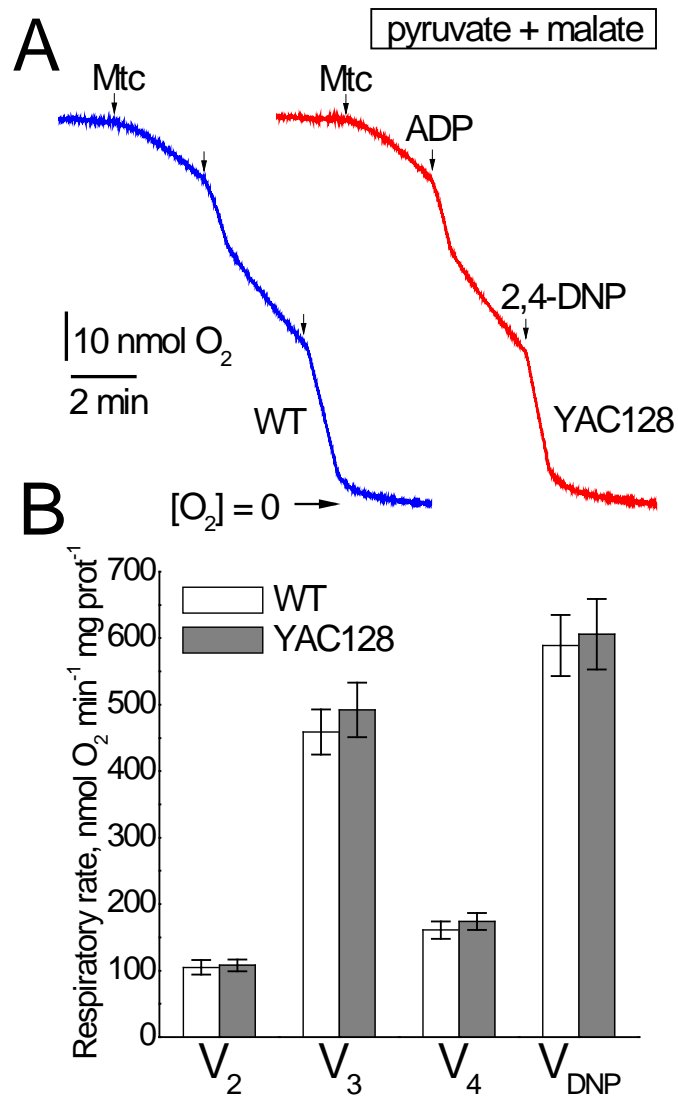 A
pyruvate + malate
Mtc
Mtc
ADP
2,4-DNP
10 nmol O₂
2 min
WT
YAC128
[O₂] = 0
B
Respiratory rate, nmol O₂ min⁻¹ mg prot⁻¹
700
600
500
400
300
200
100
0
WT
YAC128
V₂
V₃
V₄
V_DNP